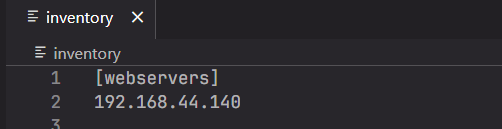 inventory
inventory
1 [webservers]
2 192.168.44.140
3